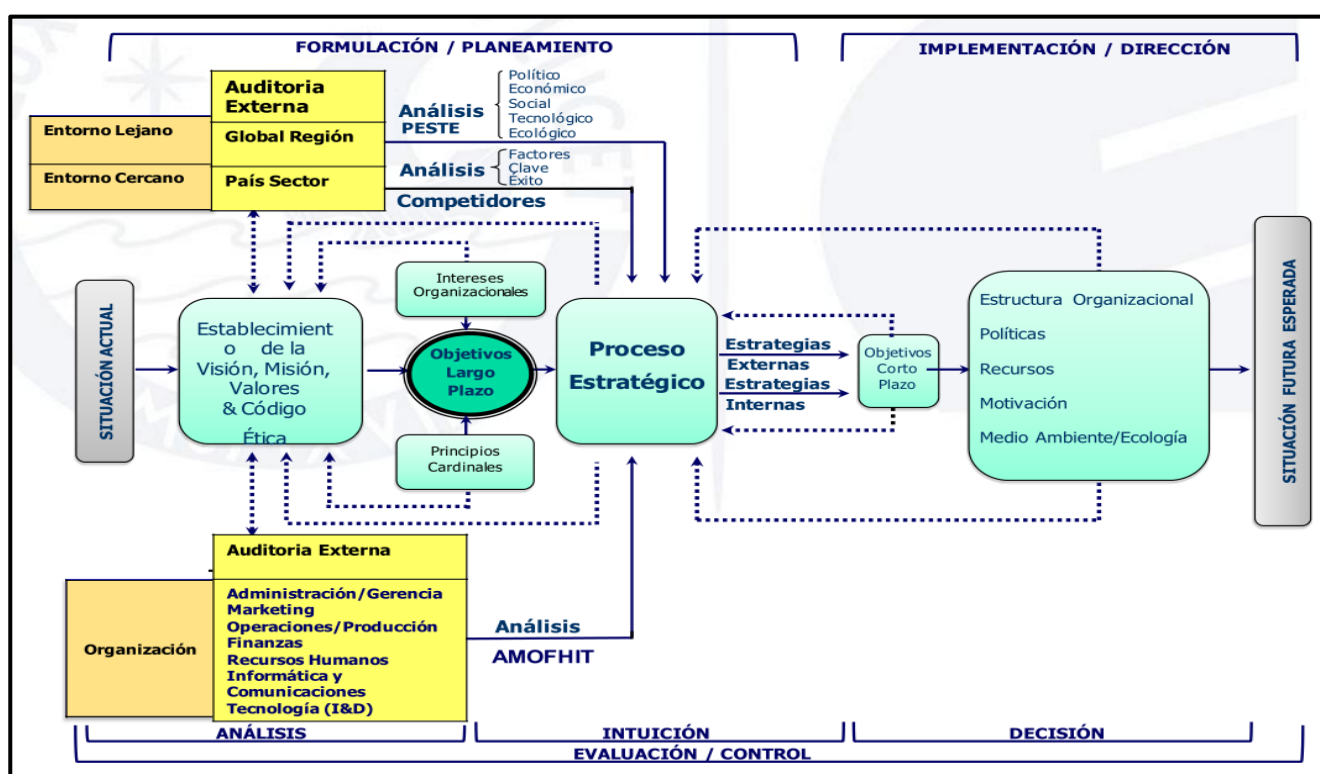 FORMULACIÓN / PLANEAMIENTO
IMPLEMENTACIÓN / DIRECCIÓN
Auditoria
Externa
Entorno Lejano
Global Región
Entorno Cercano
País Sector
Análisis
PESTE
Político
Económico
Social
Tecnológico
Ecológico
Análisis
Competidores
Factores
Clave
Éxito
SITUACIÓN ACTUAL
Establecimient
o de la
Visión, Misión,
Valores
& Código
Ética
Intereses
Organizacionales
Objetivos
Largo
Plazo
Principios
Cardinales
Proceso
Estratégico
Estrategias
Externas
Estrategias
Internas
Objetivos
Corto
Plazo
Estructura Organizacional
Políticas
Recursos
Motivación
Medio Ambiente/Ecología
SITUACIÓN FUTURA ESPERADA
Auditoria Externa
Organización
Administración/Gerencia
Marketing
Operaciones/Producción
Finanzas
Recursos Humanos
Informática y
Comunicaciones
Tecnología (I&D)
Análisis
AMOFHIT
ANÁLISIS
INTUICIÓN
DECISIÓN
EVALUACIÓN / CONTROL